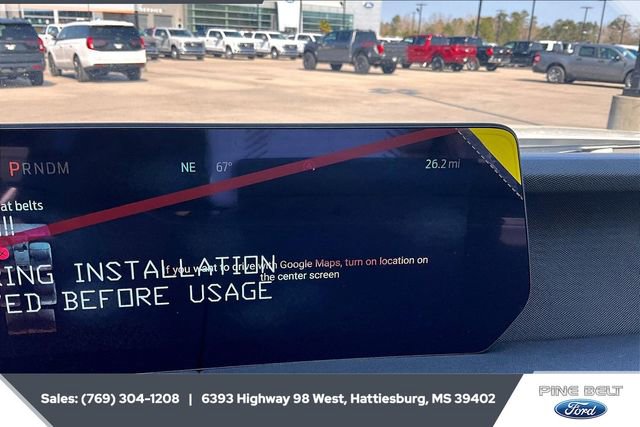 PRNDM
NE 67° 26.2 mi
at belts
If you want to drive with Google Maps, turn on location on
the center screen
INSTALLATION
BEFORE USAGE
Sales: (769) 304-1208 | 6393 Highway 98 West, Hattiesburg, MS 39402
PINE BELT
Ford